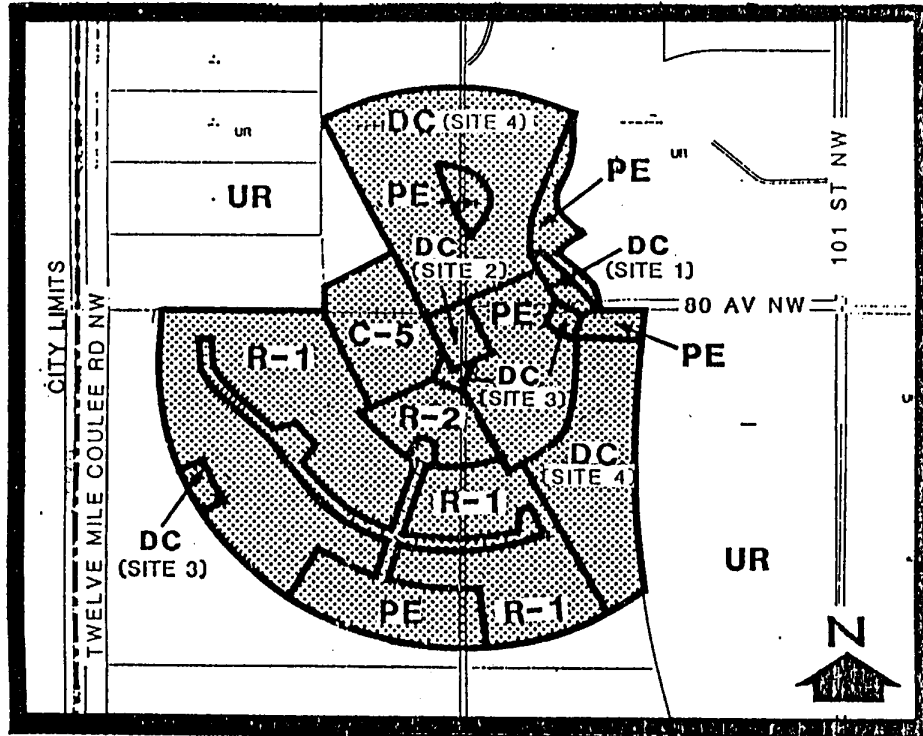 DC (SITE 4)
un
un
UR
PE
PE
101 ST NW
DC
(SITE 2)
DC
(SITE 1)
CITY LIMITS
TWELVE MILE COULEE RD NW
80 AV NW
C-5
PE
R-1
PE
DC
(SITE 3)
R-2
DC
(SITE 4)
R-1
DC
(SITE 3)
UR
PE
R-1
N